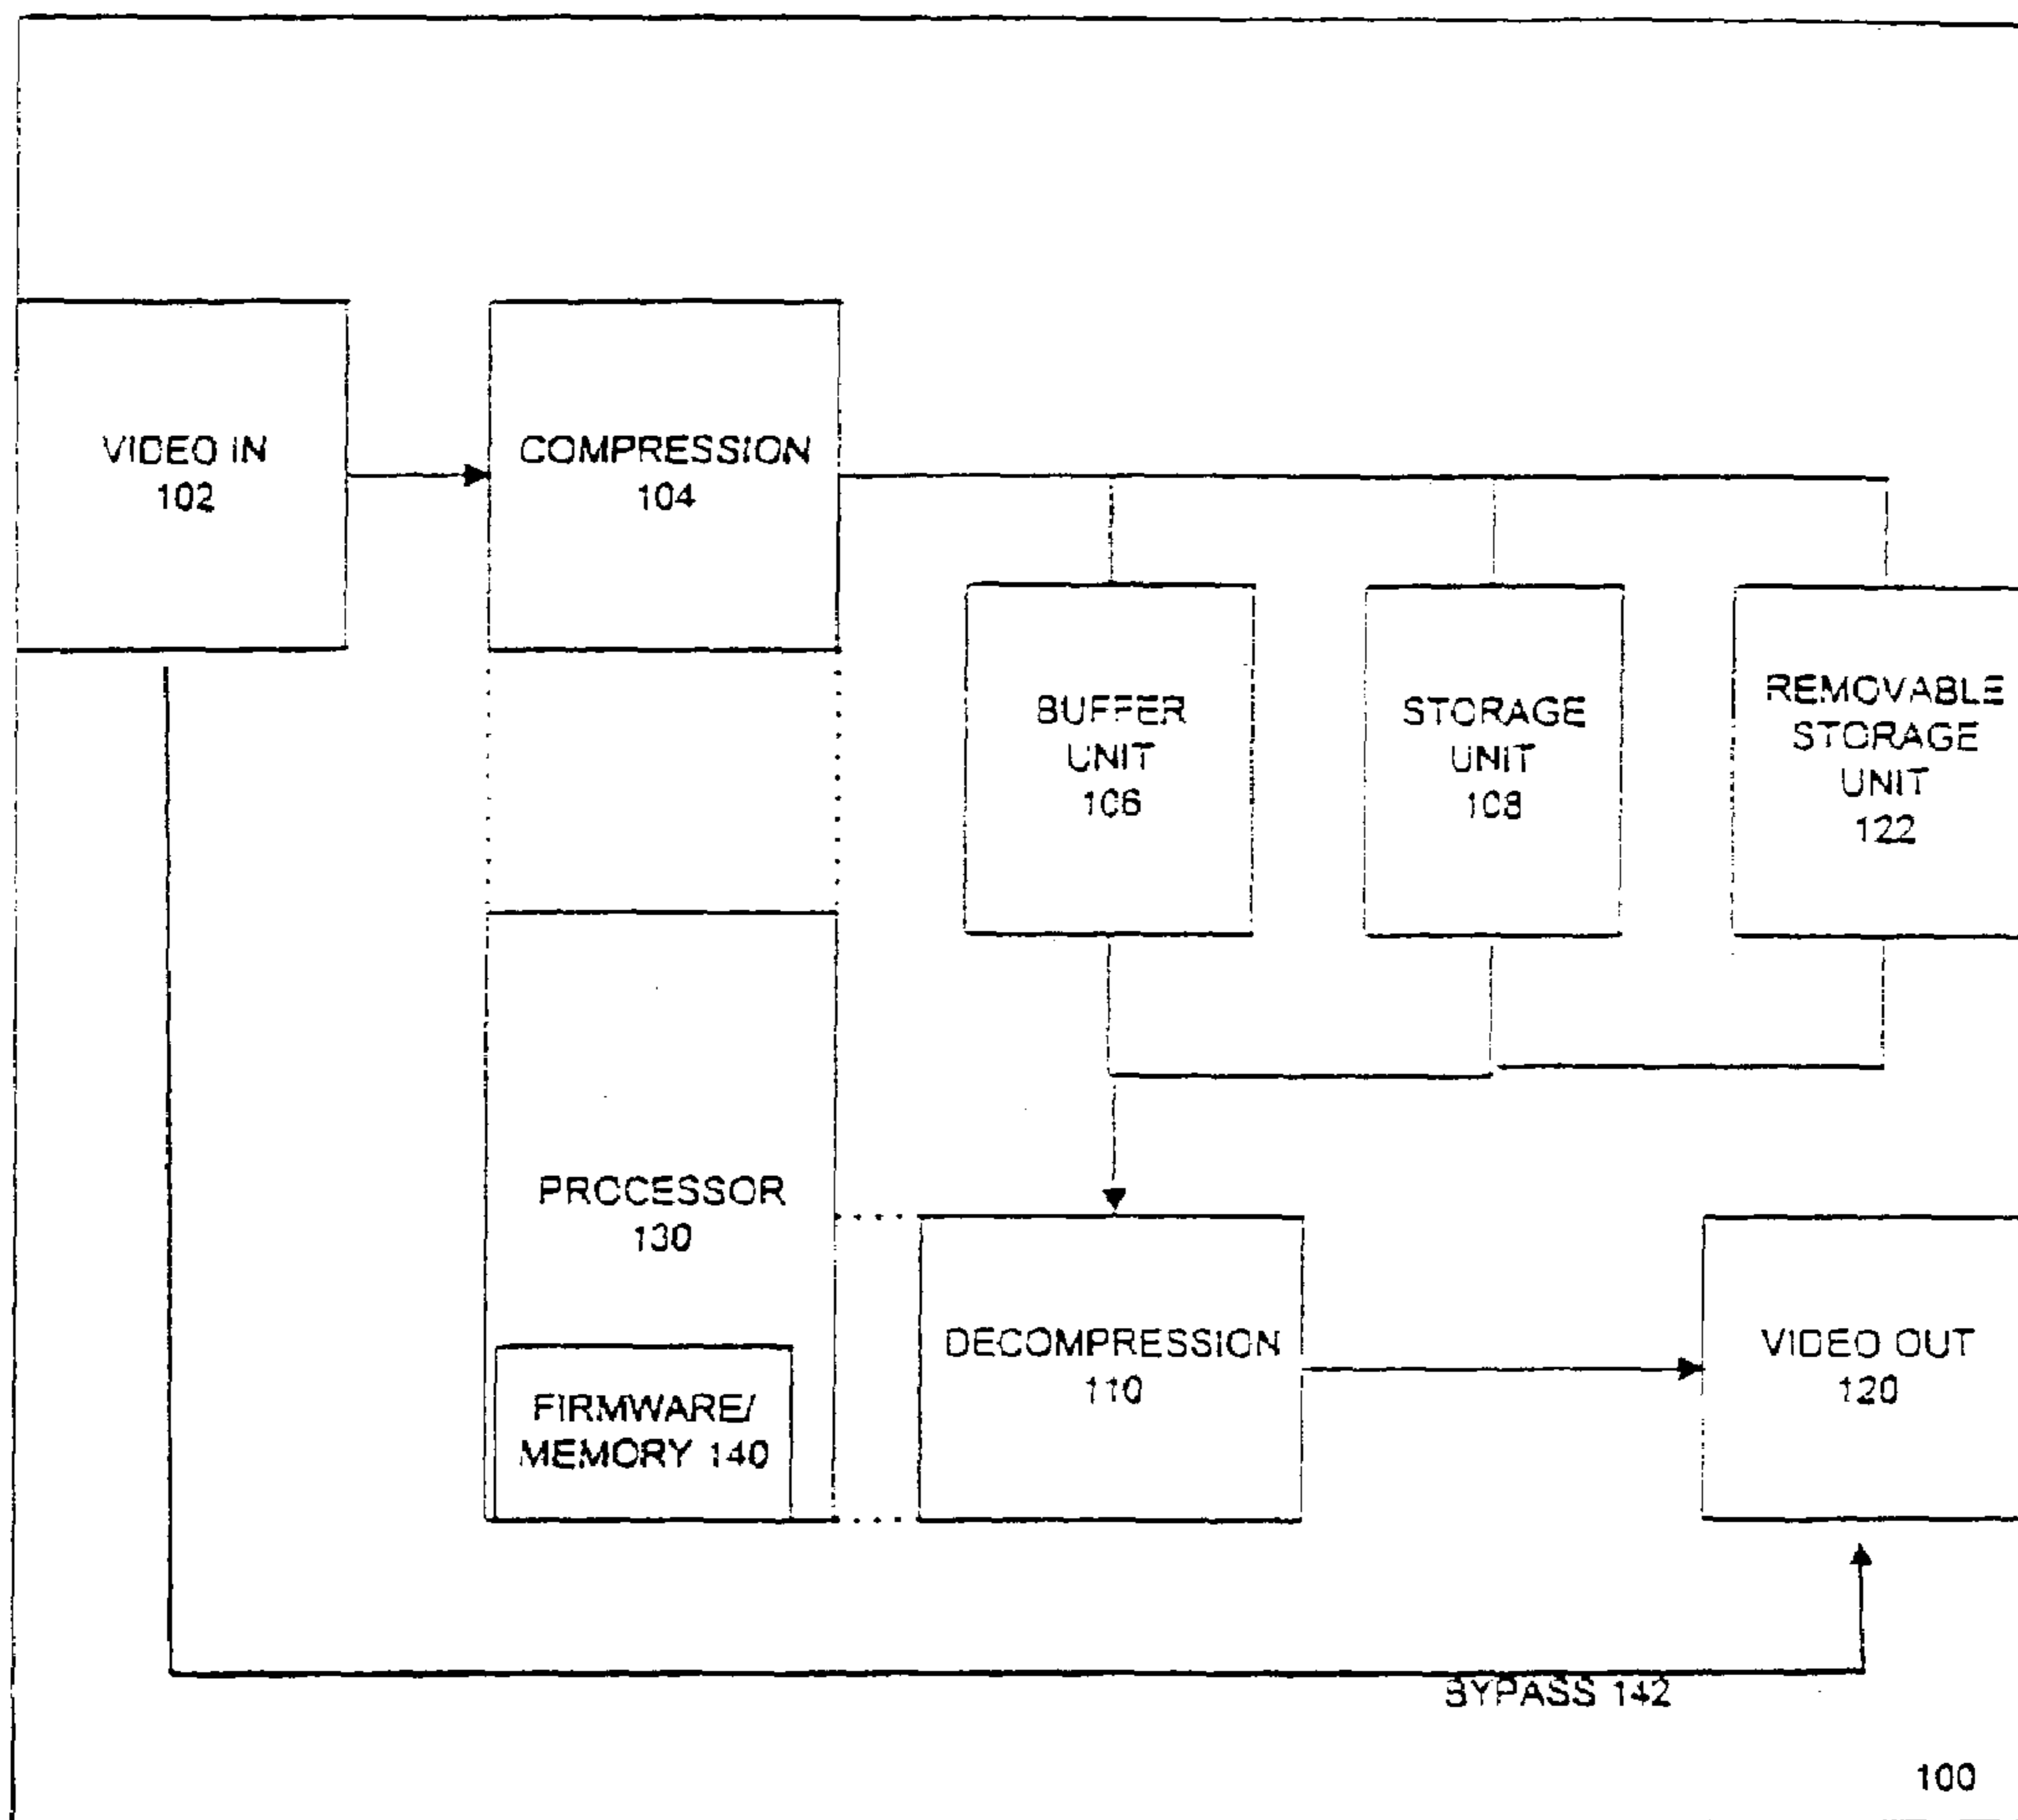 VIDEO IN
102
COMPRESSION
104
BUFFER
UNIT
106
STORAGE
UNIT
108
REMOVABLE
STORAGE
UNIT
122
PROCESSOR
130
FIRMWARE/
MEMORY 140
DECOMPRESSION
110
VIDEO OUT
120
BYPASS 142
100